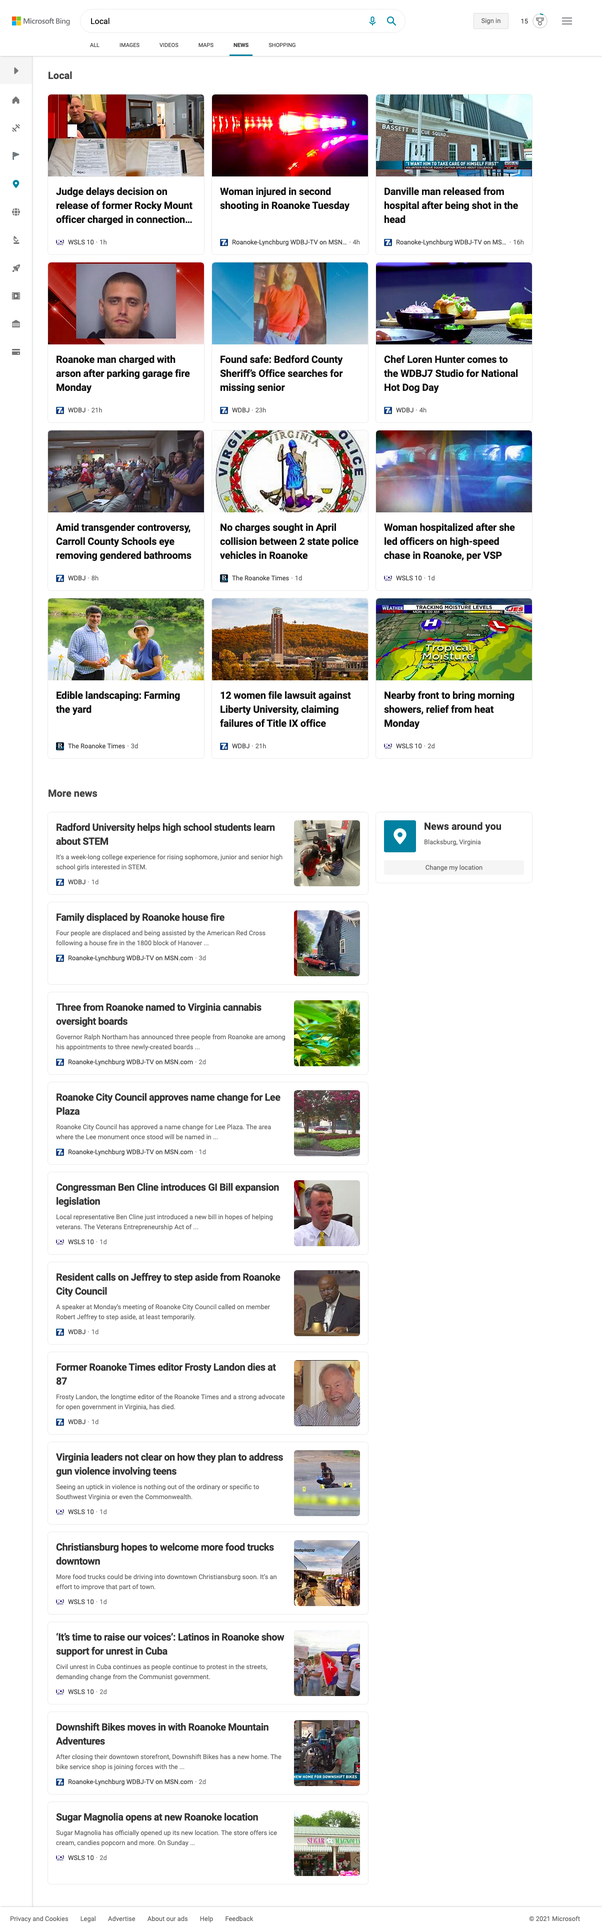 Microsoft Bing
Local
Sign in
15
ALL
IMAGES
VIDEOS
MAPS
NEWS
SHOPPING
Local
Judge delays decision on
release of former Rocky Mount
officer charged in connection...
WSLS 10 · 1h
Woman injured in second
shooting in Roanoke Tuesday
Roanoke-Lynchburg WDBJ-TV on MSN... · 4h
BASSETT RESCUE SQUAD
"I WANT HIM TO TAKE CARE OF HIMSELF FIRST"
Danville man released from
hospital after being shot in the
head
Roanoke-Lynchburg WDBJ-TV on MS... · 16h
Roanoke man charged with
arson after parking garage fire
Monday
WDBJ · 21h
Found safe: Bedford County
Sheriff's Office searches for
missing senior
WDBJ · 23h
Chef Loren Hunter comes to
the WDBJ7 Studio for National
Hot Dog Day
WDBJ · 4h
Amid transgender controversy,
Carroll County Schools eye
removing gendered bathrooms
WDBJ · 8h
VIRGINIA
No charges sought in April
collision between 2 state police
vehicles in Roanoke
The Roanoke Times · 1d
Woman hospitalized after she
led officers on high-speed
chase in Roanoke, per VSP
WSLS 10 · 1d
Edible landscaping: Farming
the yard
The Roanoke Times · 3d
12 women file lawsuit against
Liberty University, claiming
failures of Title IX office
WDBJ · 21h
WEATHER
TRACKING MOISTURE LEVELS
H
L
Tropical
Moisture
Nearby front to bring morning
showers, relief from heat
Monday
WSLS 10 · 2d
More news
Radford University helps high school students learn
about STEM
It's a week-long college experience for rising sophomore, junior and senior high
school girls interested in STEM.
WDBJ · 1d
News around you
Blacksburg, Virginia
Change my location
Family displaced by Roanoke house fire
Four people are displaced and being assisted by the American Red Cross
following a house fire in the 1800 block of Hanover ...
Roanoke-Lynchburg WDBJ-TV on MSN.com · 3d
Three from Roanoke named to Virginia cannabis
oversight boards
Governor Ralph Northam has announced three people from Roanoke are among
his appointments to three newly-created boards ...
Roanoke-Lynchburg WDBJ-TV on MSN.com · 2d
Roanoke City Council approves name change for Lee
Plaza
Roanoke City Council has approved a name change for Lee Plaza. The area
where the Lee monument once stood will be named in ...
Roanoke-Lynchburg WDBJ-TV on MSN.com · 1d
Congressman Ben Cline introduces GI Bill expansion
legislation
Local representative Ben Cline just introduced a new bill in hopes of helping
veterans. The Veterans Entrepreneurship Act of ...
WSLS 10 · 1d
Resident calls on Jeffrey to step aside from Roanoke
City Council
A speaker at Monday's meeting of Roanoke City Council called on member
Robert Jeffrey to step aside, at least temporarily.
WDBJ · 1d
Former Roanoke Times editor Frosty Landon dies at
87
Frosty Landon, the longtime editor of the Roanoke Times and a strong advocate
for open government in Virginia, has died.
WDBJ · 1d
Virginia leaders not clear on how they plan to address
gun violence involving teens
Seeing an uptick in violence is nothing out of the ordinary or specific to
Southwest Virginia or even the Commonwealth.
WSLS 10 · 1d
Christiansburg hopes to welcome more food trucks
downtown
More food trucks could be driving into downtown Christiansburg soon. It's an
effort to improve that part of town.
WSLS 10 · 1d
'It's time to raise our voices': Latinos in Roanoke show
support for unrest in Cuba
Civil unrest in Cuba continues as people continue to protest in the streets,
demanding change from the Communist government.
WSLS 10 · 2d
Downshift Bikes moves in with Roanoke Mountain
Adventures
After closing their downtown storefront, Downshift Bikes has a new home. The
bike service shop is joining forces with the ...
Roanoke-Lynchburg WDBJ-TV on MSN.com · 2d
NEW HOME FOR DOWNSHIFT BIKES
Sugar Magnolia opens at new Roanoke location
Sugar Magnolia has officially opened up its new location. The store offers ice
cream, candies popcorn and more. On Sunday ...
WSLS 10 · 2d
SUGAR MAGNOLIA
Privacy and Cookies
Legal
Advertise
About our ads
Help
Feedback
© 2021 Microsoft